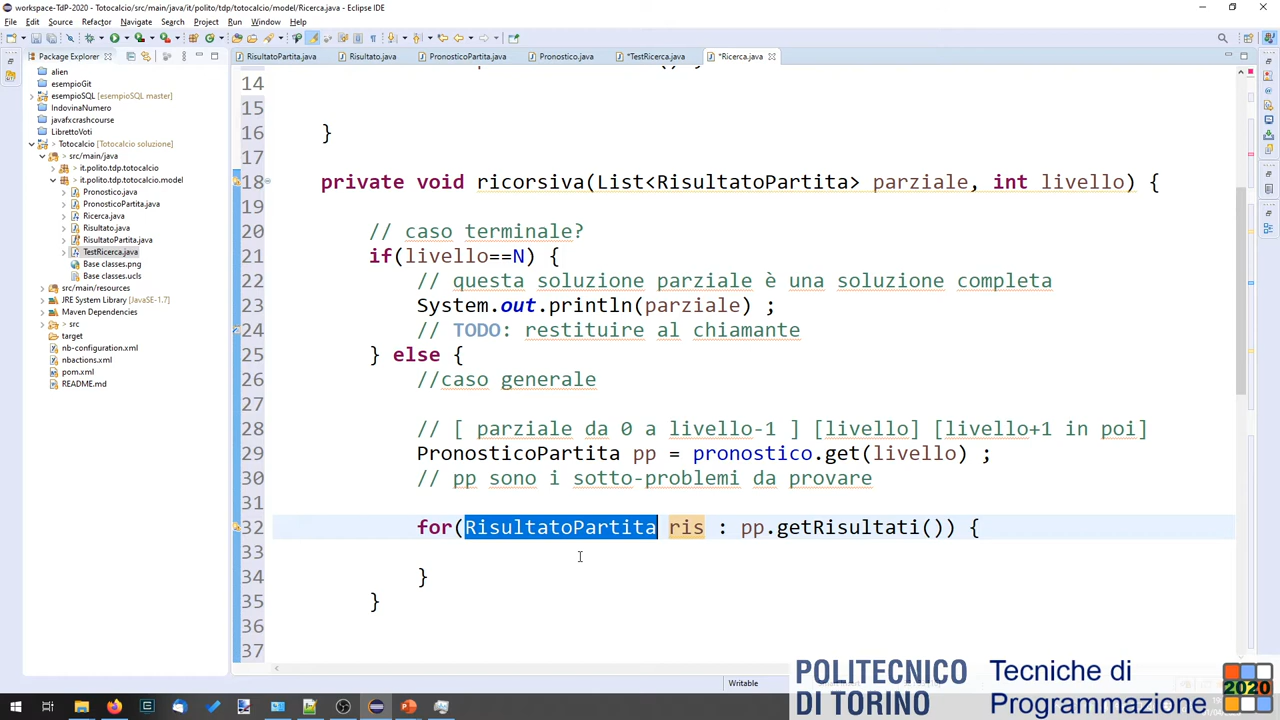 workspace-TdP-2020 - Totocalcio/src/main/java/it/polito/tdp/totocalcio/model/Ricerca.java - Eclipse IDE
File Edit Source Refactor Navigate Search Project Run Window Help
Package Explorer
RisultatoPartita.java Risultato.java PronosticoPartita.java Pronostico.java *TestRicerca.java *Ricerca.java
alien
esempioGit
esempioSQL [esempioSQL master]
IndovinaNumero
javafxcrashcourse
LibrettoVoti
Totocalcio [Totocalcio soluzione]
src/main/java
it.polito.tdp.totocalcio
it.polito.tdp.totocalcio.model
Pronostico.java
PronosticoPartita.java
Ricerca.java
Risultato.java
RisultatoPartita.java
TestRicerca.java
Base classes.png
Base classes.ucls
src/main/resources
JRE System Library [JavaSE-1.7]
Maven Dependencies
src
target
nb-configuration.xml
nbactions.xml
pom.xml
README.md
14
15
16 }
17
18 private void ricorsiva(List<RisultatoPartita> parziale, int livello) {
19
20 // caso terminale?
21 if(livello==N) {
22 // questa soluzione parziale è una soluzione completa
23 System.out.println(parziale) ;
24 // TODO: restituire al chiamante
25 } else {
26 //caso generale
27
28 // [ parziale da 0 a livello-1 ] [livello] [livello+1 in poi]
29 PronosticoPartita pp = pronostico.get(livello) ;
30 // pp sono i sotto-problemi da provare
31
32 for(RisultatoPartita ris : pp.getRisultati()) {
33
34 }
35 }
36
37
Writable
POLITECNICO
DI TORINO
Tecniche di
Programmazione
2020